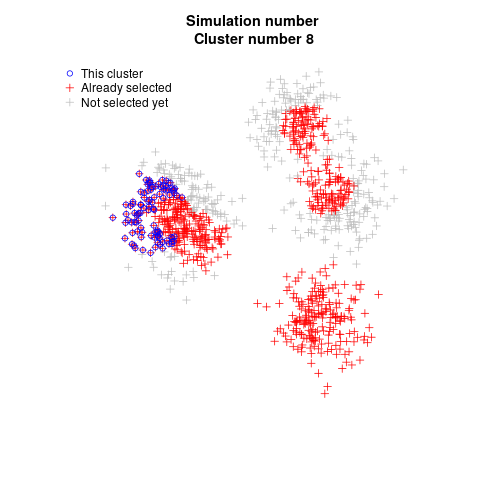 Simulation number
Cluster number 8
This cluster
Already selected
Not selected yet